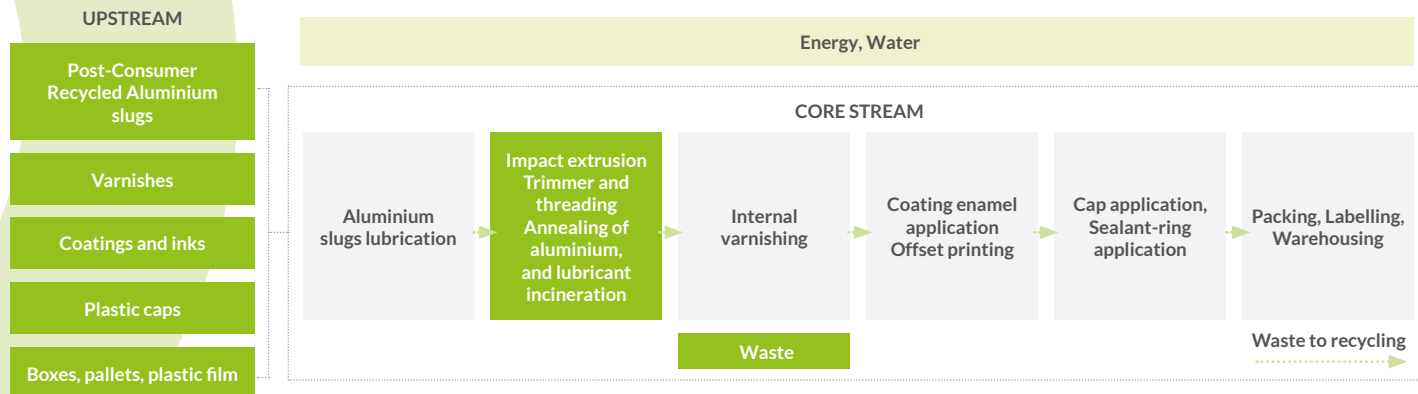 UPSTREAM
Post-Consumer
Recycled Aluminium
slugs
Varnishes
Coatings and inks
Plastic caps
Boxes, pallets, plastic film
Energy, Water
CORE STREAM
Aluminium
slugs lubrication
Impact extrusion
Trimmer and
threading
Annealing of
aluminium,
and lubricant
incineration
Internal
varnishing
Coating enamel
application
Offset printing
Cap application,
Sealant-ring
application
Packing, Labelling,
Warehousing
Waste
Waste to recycling